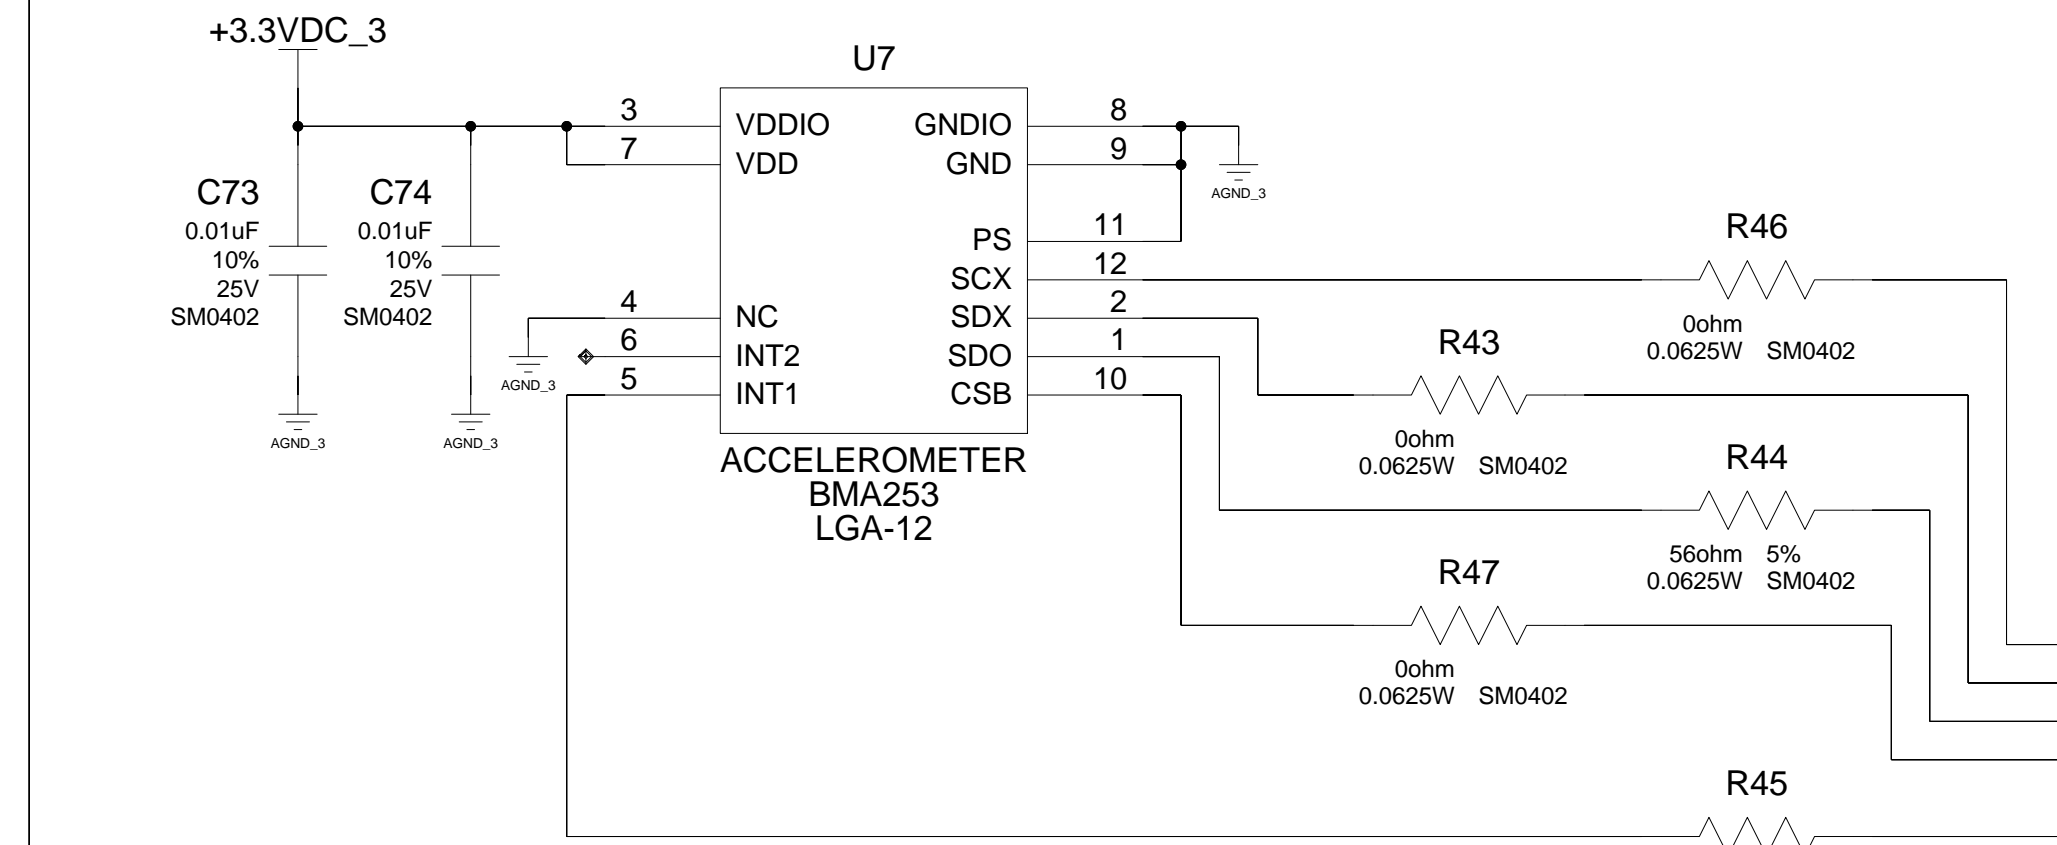 +3.3VDC_3
U7
3
7
VDDIO
VDD
GNDIO
GND
8
9
AGND_3
C73
0.01uF
10%
25V
SM0402
C74
0.01uF
10%
25V
SM0402
AGND_3
AGND_3
4
6
5
AGND_3
NC
INT2
INT1
PS
SCX
SDX
SDO
CSB
11
12
2
1
10
ACCELEROMETER
BMA253
LGA-12
R46
0ohm
0.0625W SM0402
R43
0ohm
0.0625W SM0402
R44
56ohm 5%
0.0625W SM0402
R47
0ohm
0.0625W SM0402
R45